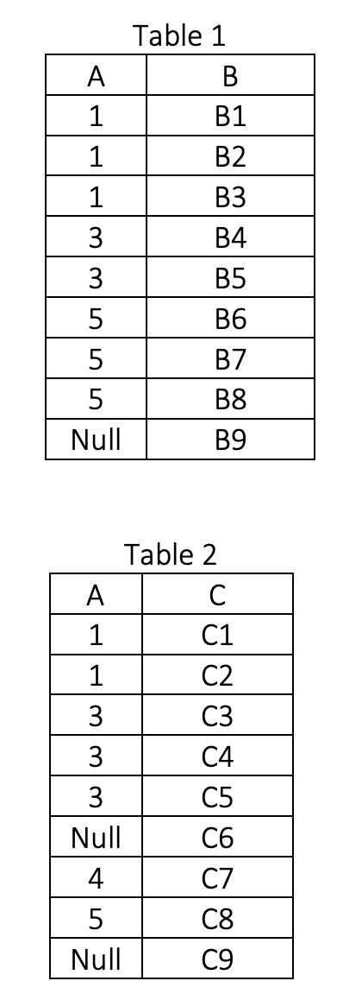 Table 1
A B
1 B1
1 B2
1 B3
3 B4
3 B5
5 B6
5 B7
5 B8
Null B9
Table 2
A C
1 C1
1 C2
3 C3
3 C4
3 C5
Null C6
4 C7
5 C8
Null C9